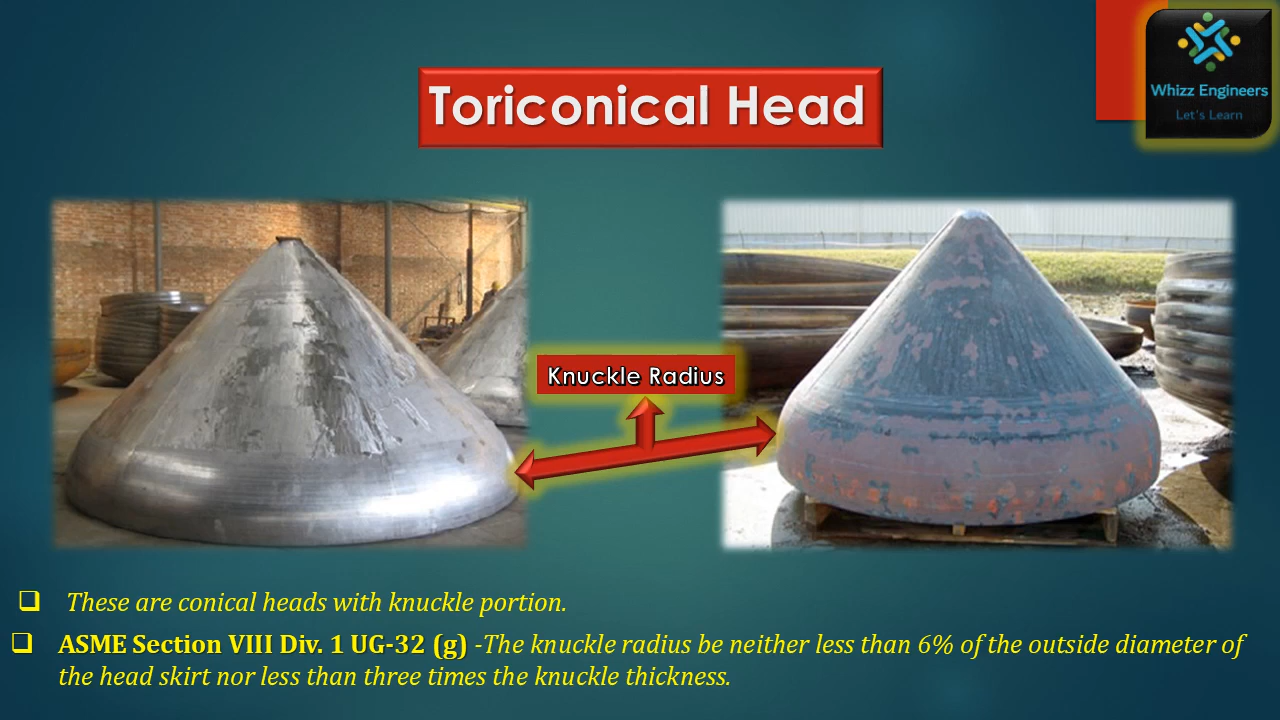 Whizz Engineers
Let's Learn
Toriconical Head
Knuckle Radius
❑ These are conical heads with knuckle portion.
❑ ASME Section VIII Div. 1 UG-32 (g) -The knuckle radius be neither less than 6% of the outside diameter of
the head skirt nor less than three times the knuckle thickness.